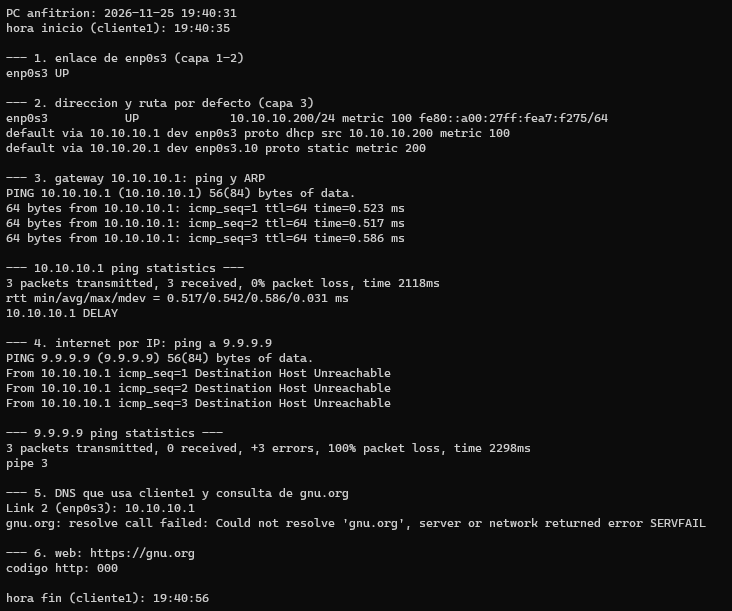 PC anfitrion: 2026-11-25 19:40:31
hora inicio (cliente1): 19:40:35
--- 1. enlace de enp0s3 (capa 1-2)
enp0s3 UP
--- 2. direccion y ruta por defecto (capa 3)
enp0s3           UP             10.10.10.200/24 metric 100 fe80::a00:27ff:fea7:f275/64
default via 10.10.10.1 dev enp0s3 proto dhcp src 10.10.10.200 metric 100
default via 10.10.20.1 dev enp0s3.10 proto static metric 200
--- 3. gateway 10.10.10.1: ping y ARP
PING 10.10.10.1 (10.10.10.1) 56(84) bytes of data.
64 bytes from 10.10.10.1: icmp_seq=1 ttl=64 time=0.523 ms
64 bytes from 10.10.10.1: icmp_seq=2 ttl=64 time=0.517 ms
64 bytes from 10.10.10.1: icmp_seq=3 ttl=64 time=0.586 ms
--- 10.10.10.1 ping statistics ---
3 packets transmitted, 3 received, 0% packet loss, time 2118ms
rtt min/avg/max/mdev = 0.517/0.542/0.586/0.031 ms
10.10.10.1 DELAY
--- 4. internet por IP: ping a 9.9.9.9
PING 9.9.9.9 (9.9.9.9) 56(84) bytes of data.
From 10.10.10.1 icmp_seq=1 Destination Host Unreachable
From 10.10.10.1 icmp_seq=2 Destination Host Unreachable
From 10.10.10.1 icmp_seq=3 Destination Host Unreachable
--- 9.9.9.9 ping statistics ---
3 packets transmitted, 0 received, +3 errors, 100% packet loss, time 2298ms
pipe 3
--- 5. DNS que usa cliente1 y consulta de gnu.org
Link 2 (enp0s3): 10.10.10.1
gnu.org: resolve call failed: Could not resolve 'gnu.org', server or network returned error SERVFAIL
--- 6. web: https://gnu.org
codigo http: 000
hora fin (cliente1): 19:40:56